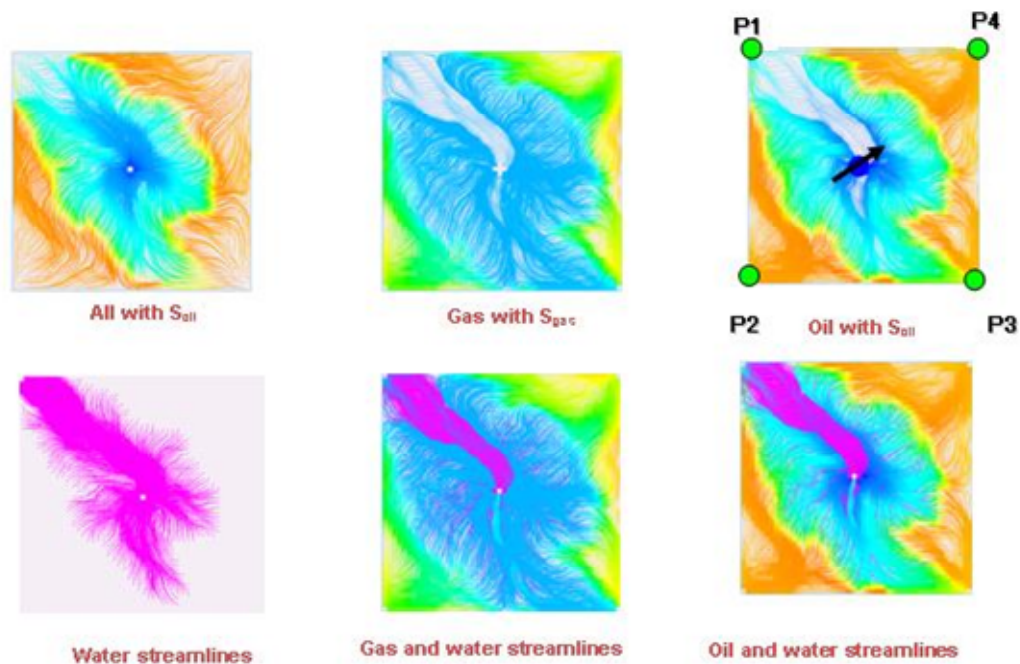 P1 P4
All with Soil
Gas with Sgas
P2 Oil with Soil P3
Water streamlines
Gas and water streamlines
Oil and water streamlines